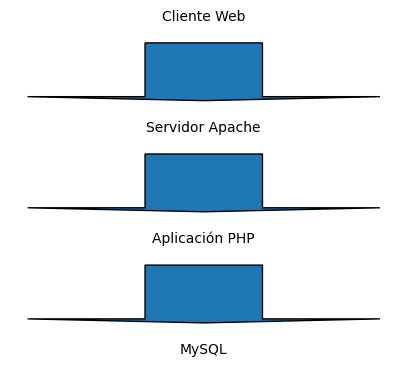 Cliente Web
Servidor Apache
Aplicación PHP
MySQL